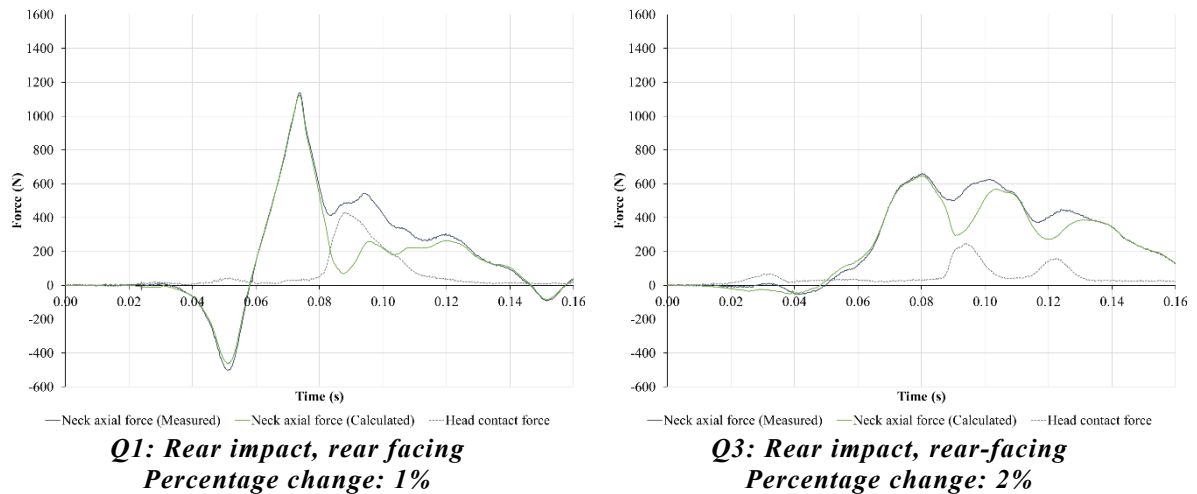 1600
1400
1200
1000
800
600
400
200
0
-200
-400
-600
Force (N)
0.00 0.02 0.04 0.06 0.08 0.10 0.12 0.14 0.16
Time (s)
Neck axial force (Measured) Neck axial force (Calculated) Head contact force
Q1: Rear impact, rear facing
Percentage change: 1%
1600
1400
1200
1000
800
600
400
200
0
-200
-400
-600
Force (N)
0.00 0.02 0.04 0.06 0.08 0.10 0.12 0.14 0.16
Time (s)
Neck axial force (Measured) Neck axial force (Calculated) Head contact force
Q3: Rear impact, rear-facing
Percentage change: 2%